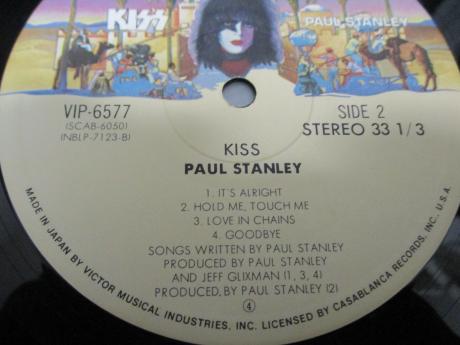 KISS
PAUL STANLEY
VIP-6577
(SCAB-6050)
(NBLP-7123-B)
SIDE 2
STEREO 33 1/3
KISS
PAUL STANLEY
1. IT'S ALRIGHT
2. HOLD ME, TOUCH ME
3. LOVE IN CHAINS
4. GOODBYE
SONGS WRITTEN BY PAUL STANLEY
PRODUCED BY PAUL STANLEY
AND JEFF GLIXMAN (1, 3, 4)
PRODUCED, BY PAUL STANLEY (2)
4
MADE IN JAPAN BY VICTOR MUSICAL INDUSTRIES, INC. LICENSED BY CASABLANCA RECORDS, INC. U.S.A.